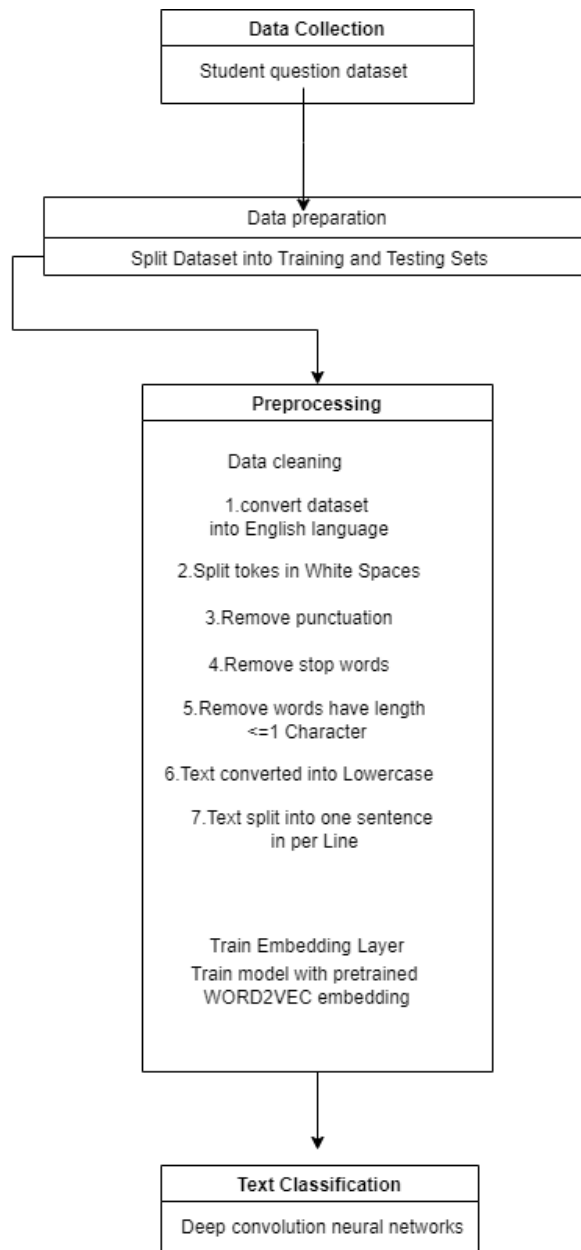 Data Collection
Student question dataset
Data preparation
Split Dataset into Training and Testing Sets
Preprocessing
Data cleaning
1.convert dataset
into English language
2.Split tokes in White Spaces
3.Remove punctuation
4.Remove stop words
5.Remove words have length
<=1 Character
6.Text converted into Lowercase
7.Text split into one sentence
in per Line
Train Embedding Layer
Train model with pretrained
WORD2VEC embedding
Text Classification
Deep convolution neural networks